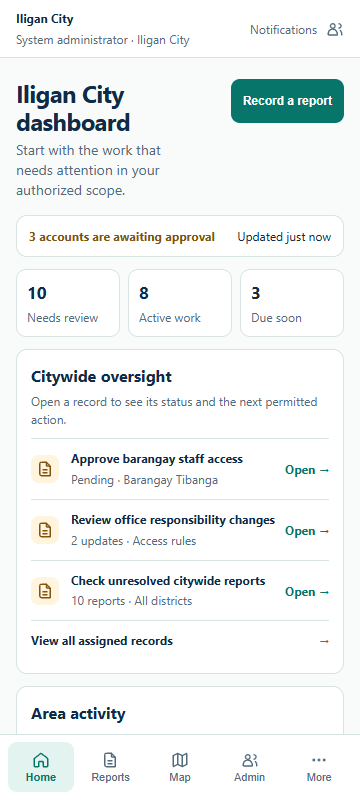 Iligan City
System administrator · Iligan City
Notifications
Iligan City
dashboard
Record a report
Start with the work that
needs attention in your
authorized scope.
3 accounts are awaiting approval
Updated just now
10
Needs review
8
Active work
3
Due soon
Citywide oversight
Open a record to see its status and the next permitted
action.
Approve barangay staff access
Pending · Barangay Tibanga
Open →
Review office responsibility changes
2 updates · Access rules
Open →
Check unresolved citywide reports
10 reports · All districts
Open →
View all assigned records →
Area activity
Home
Reports
Map
Admin
More